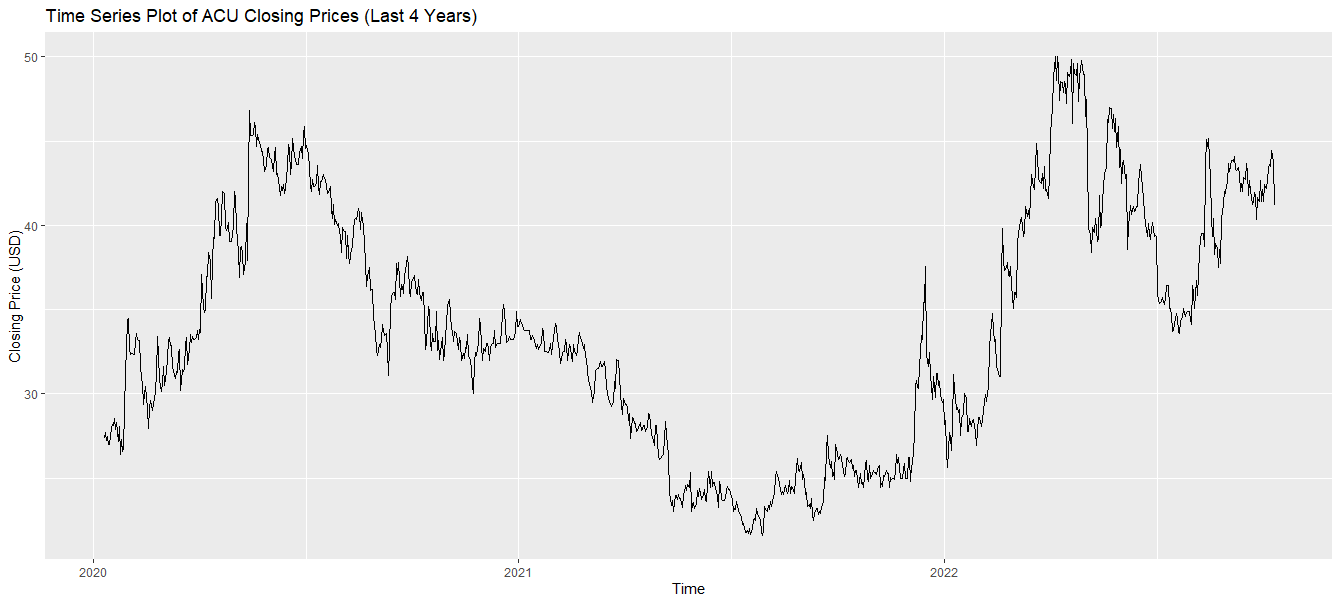 Time Series Plot of ACU Closing Prices (Last 4 Years)
Closing Price (USD)
50
40
30
2020
2021
2022
Time